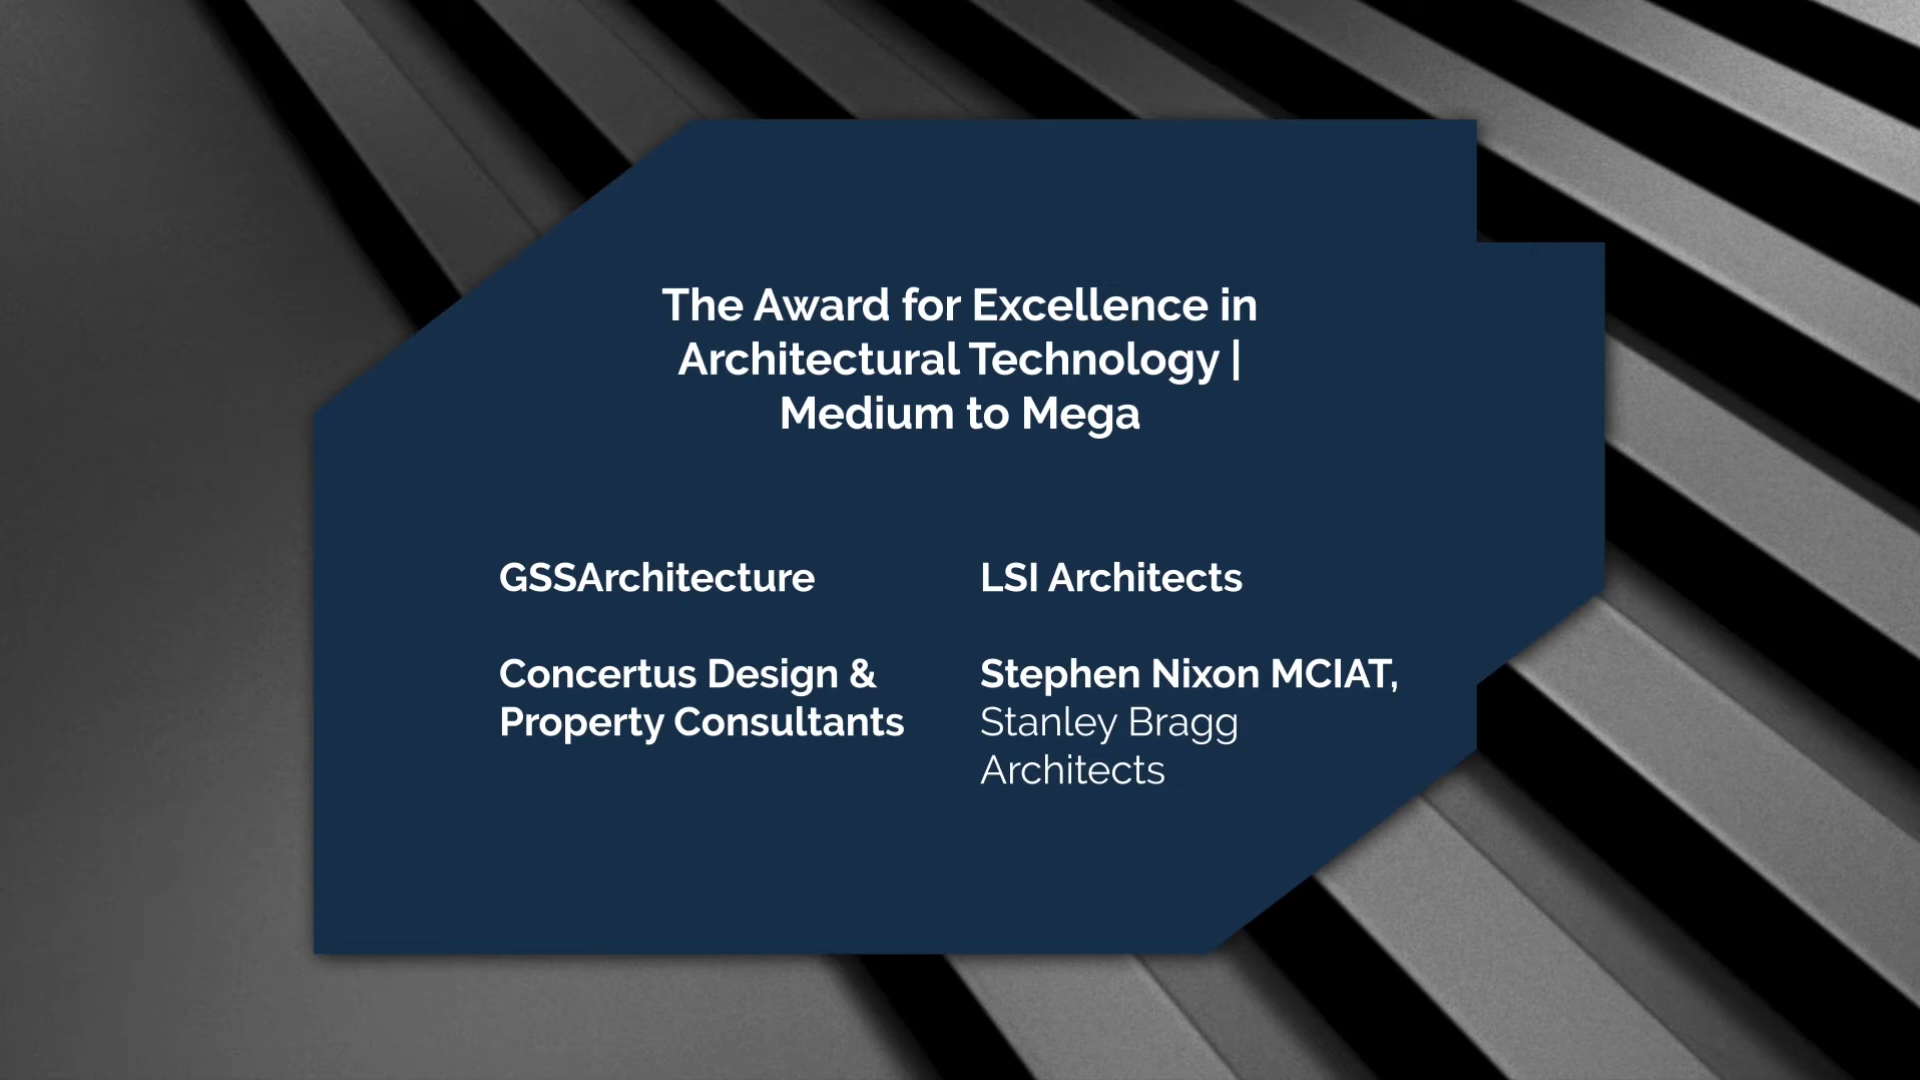 The Award for Excellence in
Architectural Technology |
Medium to Mega
GSSArchitecture
Concertus Design &
Property Consultants
LSI Architects
Stephen Nixon MCIAT,
Stanley Bragg
Architects